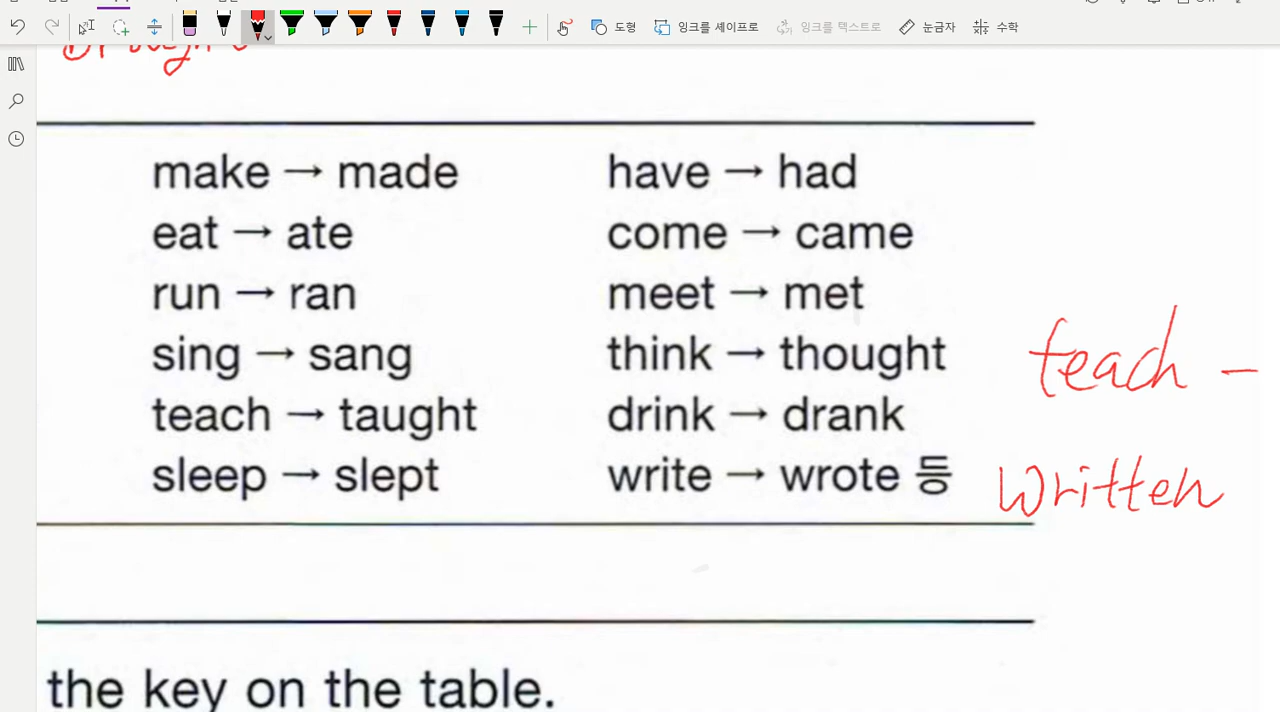 도형
잉크를 셰이프로
잉크를 텍스트로
눈금자
수학
make → made have → had
eat → ate come → came
run → ran meet → met
sing → sang think → thought
teach -
teach → taught drink → drank
sleep → slept write → wrote 등
written
the key on the table.